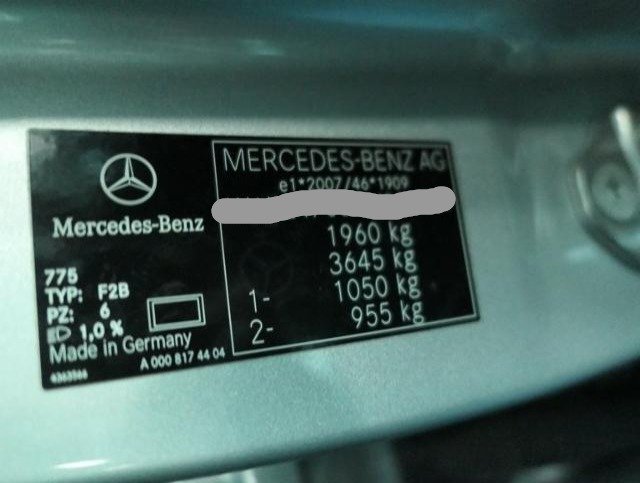 Mercedes-Benz
775
TYP: F2B
PZ: 6
1,0 %
Made in Germany
A 000 817 44 04
MERCEDES-BENZ AG
e1*2007/46*1909
1960 kg
3645 kg
1- 1050 kg
2- 955 kg